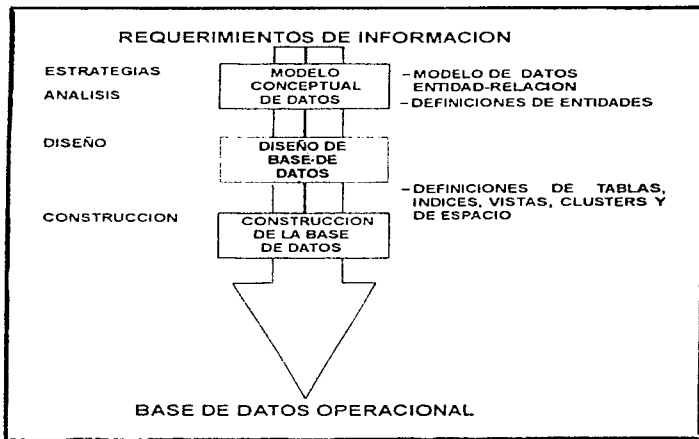 REQUERIMIENTOS DE INFORMACION
ESTRATEGIAS
ANALISIS
MODELO
CONCEPTUAL
DE DATOS
-MODELO DE DATOS
ENTIDAD-RELACION
-DEFINICIONES DE ENTIDADES
DISEÑO
DISEÑO DE
BASE DE
DATOS
-DEFINICIONES DE TABLAS,
INDICES, VISTAS, CLUSTERS Y
DE ESPACIO
CONSTRUCCION
CONSTRUCCION
DE LA BASE
DE DATOS
BASE DE DATOS OPERACIONAL